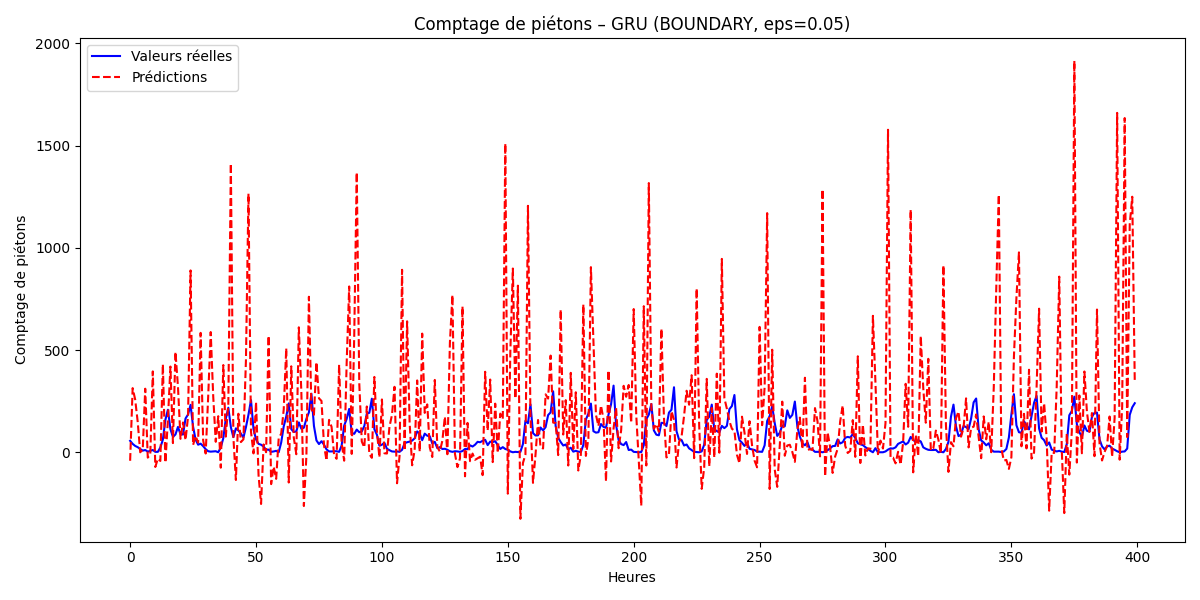 Comptage de piétons – GRU (BOUNDARY, eps=0.05)
Valeurs réelles
Prédictions
Comptage de piétons
2000
1500
1000
500
0
0 50 100 150 200 250 300 350 400
Heures